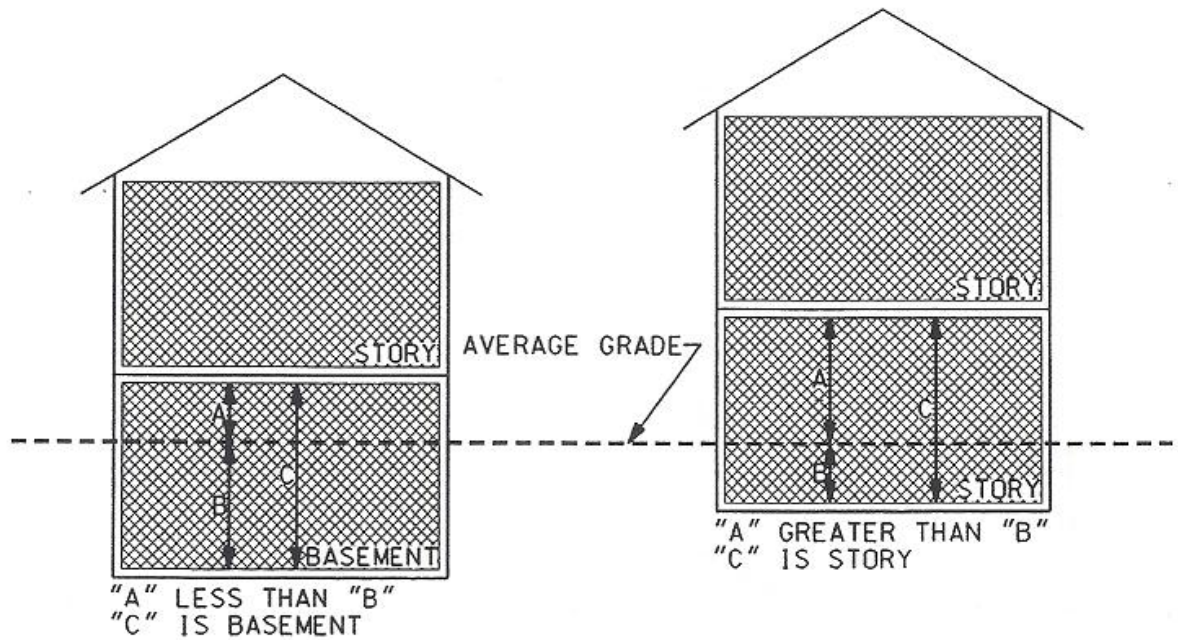 STORY
STORY
AVERAGE GRADE
A
A
C
C
B
B
STORY
BASEMENT
"A" GREATER THAN "B"
"C" IS STORY
"A" LESS THAN "B"
"C" IS BASEMENT